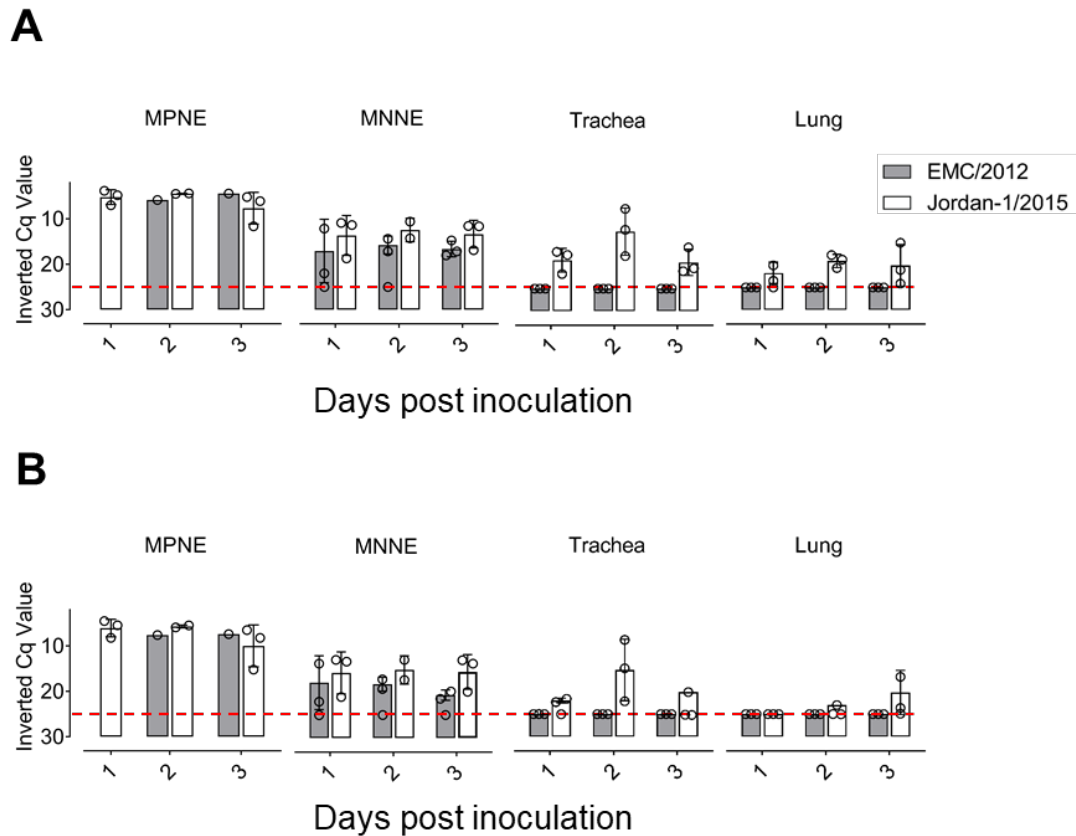 A
MPNE MNNE Trachea Lung
EMC/2012
Jordan-1/2015
Inverted Cq Value
10
20
30
1 2 3 1 2 3 1 2 3 1 2 3
Days post inoculation
B
MPNE MNNE Trachea Lung
Inverted Cq Value
10
20
30
1 2 3 1 2 3 1 2 3 1 2 3
Days post inoculation